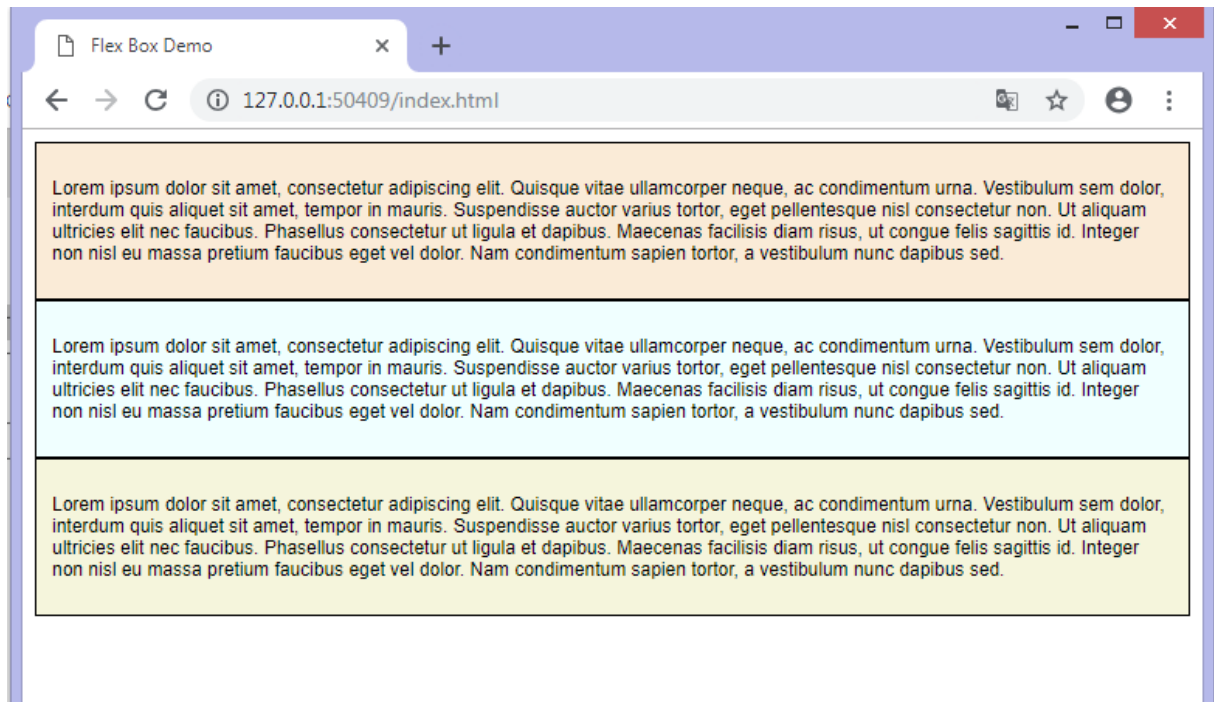 Flex Box Demo
127.0.0.1:50409/index.html
Lorem ipsum dolor sit amet, consectetur adipiscing elit. Quisque vitae ullamcorper neque, ac condimentum urna. Vestibulum sem dolor,
interdum quis aliquet sit amet, tempor in mauris. Suspendisse auctor varius tortor, eget pellentesque nisl consectetur non. Ut aliquam
ultricies elit nec faucibus. Phasellus consectetur ut ligula et dapibus. Maecenas facilisis diam risus, ut congue felis sagittis id. Integer
non nisl eu massa pretium faucibus eget vel dolor. Nam condimentum sapien tortor, a vestibulum nunc dapibus sed.
Lorem ipsum dolor sit amet, consectetur adipiscing elit. Quisque vitae ullamcorper neque, ac condimentum urna. Vestibulum sem dolor,
interdum quis aliquet sit amet, tempor in mauris. Suspendisse auctor varius tortor, eget pellentesque nisl consectetur non. Ut aliquam
ultricies elit nec faucibus. Phasellus consectetur ut ligula et dapibus. Maecenas facilisis diam risus, ut congue felis sagittis id. Integer
non nisl eu massa pretium faucibus eget vel dolor. Nam condimentum sapien tortor, a vestibulum nunc dapibus sed.
Lorem ipsum dolor sit amet, consectetur adipiscing elit. Quisque vitae ullamcorper neque, ac condimentum urna. Vestibulum sem dolor,
interdum quis aliquet sit amet, tempor in mauris. Suspendisse auctor varius tortor, eget pellentesque nisl consectetur non. Ut aliquam
ultricies elit nec faucibus. Phasellus consectetur ut ligula et dapibus. Maecenas facilisis diam risus, ut congue felis sagittis id. Integer
non nisl eu massa pretium faucibus eget vel dolor. Nam condimentum sapien tortor, a vestibulum nunc dapibus sed.